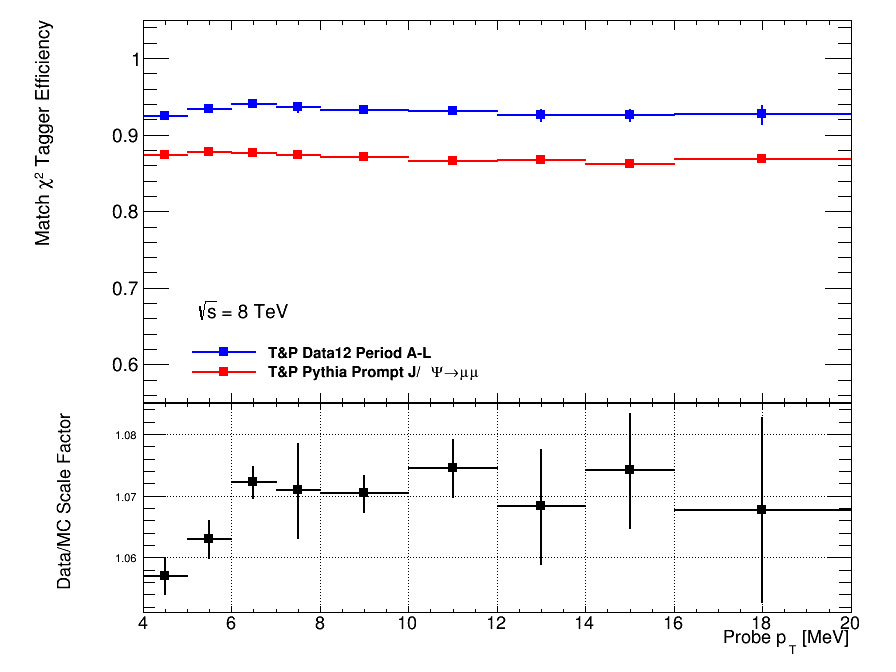 Match χ² Tagger Efficiency
1
0.9
0.8
0.7
0.6
√s = 8 TeV
T&P Data12 Period A-L
T&P Pythia Prompt J/ Ψ→μμ
Data/MC Scale Factor
1.08
1.07
1.06
4 6 8 10 12 14 16 18 20
Probe p_T [MeV]